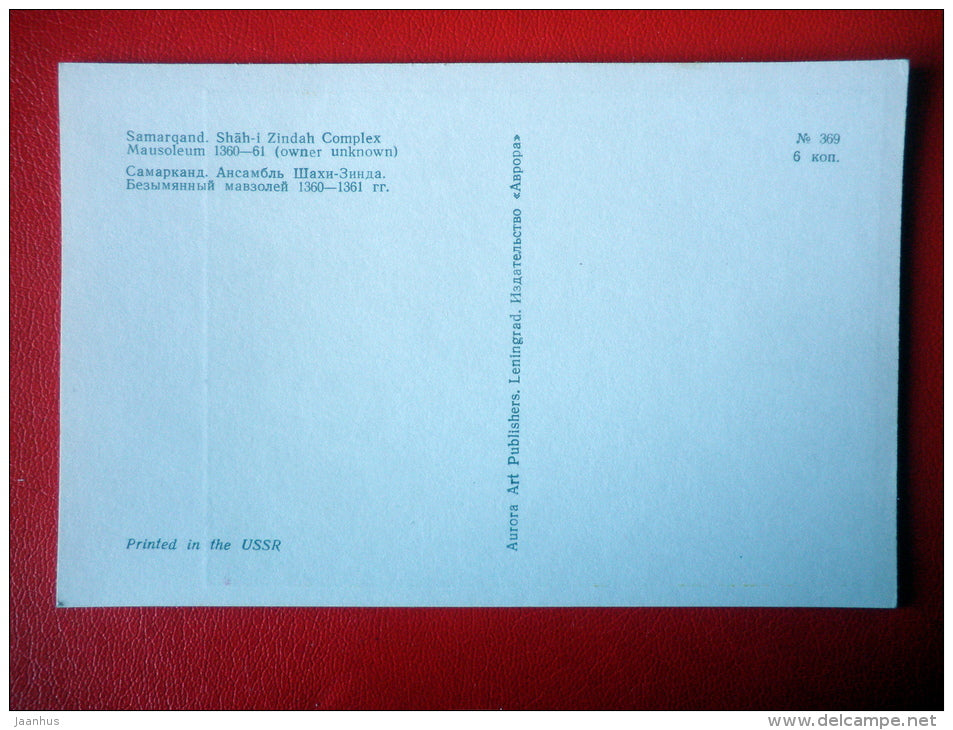 Samarqand. Shāh-i Zindah Complex
Mausoleum 1360—61 (owner unknown)
Самарканд. Ансамбль Шахи-Зинда.
Безымянный мавзолей 1360—1361 гг.
№ 369
6 коп.
Aurora Art Publishers. Leningrad. Издательство «Аврора»
Printed in the USSR
jaanhus
delcampe.net